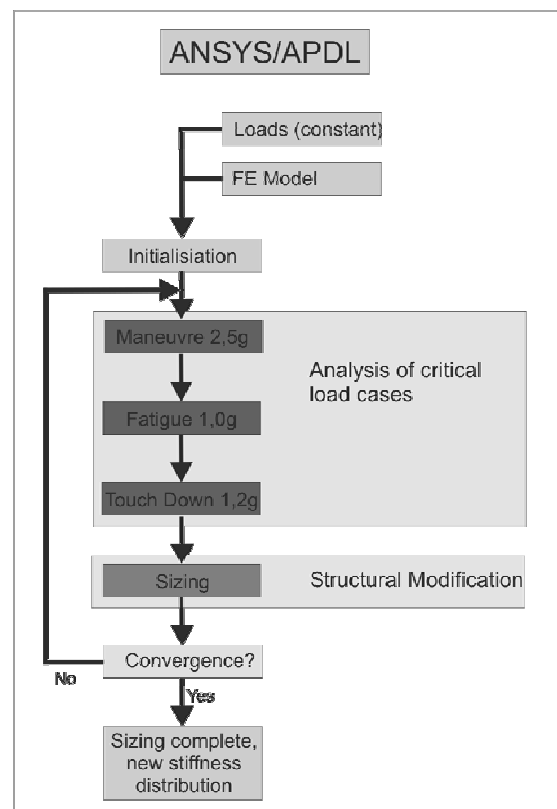 ANSYS/APDL
Loads (constant)
FE Model
Initialisiation
Maneuvre 2,5g
Analysis of critical
load cases
Fatigue 1,0g
Touch Down 1,2g
Sizing
Structural Modification
Convergence?
No
Yes
Sizing complete,
new stiffness
distribution